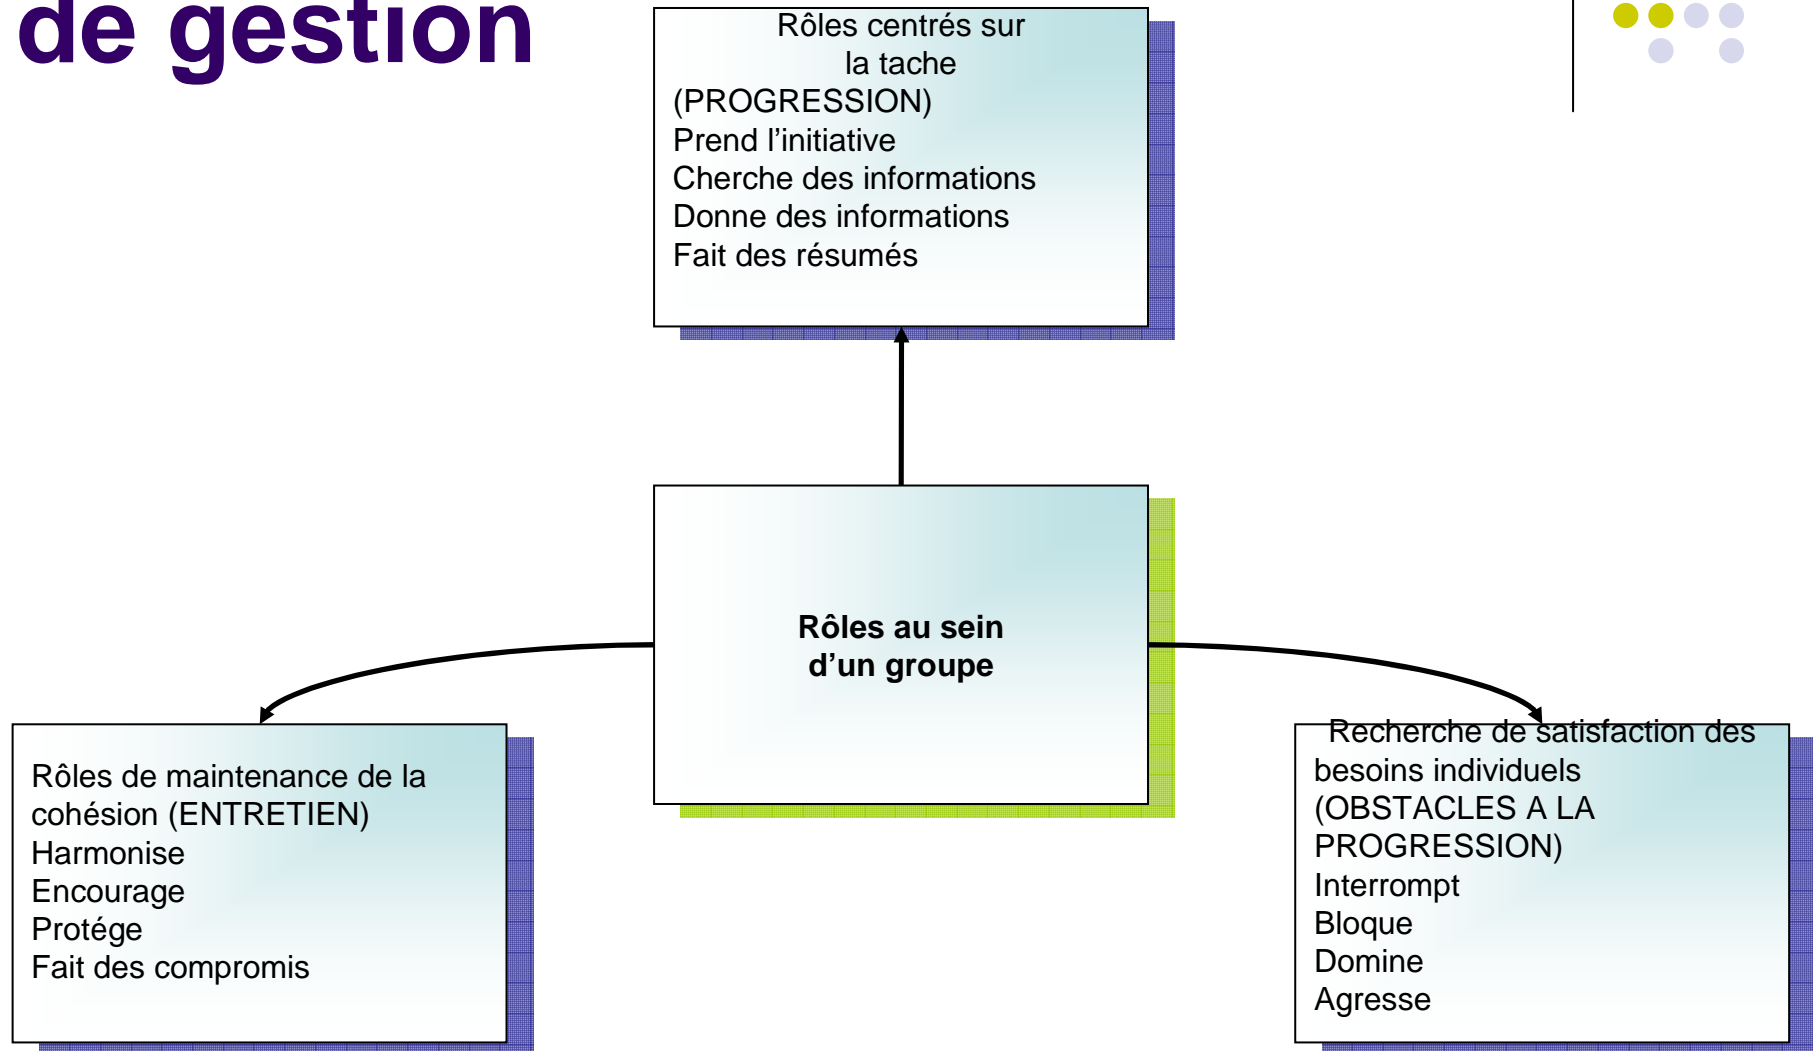 de gestion
Rôles centrés sur
la tache
(PROGRESSION)
Prend l’initiative
Cherche des informations
Donne des informations
Fait des résumés
Rôles au sein
d’un groupe
Rôles de maintenance de la
cohésion (ENTRETIEN)
Harmonise
Encourage
Protége
Fait des compromis
Recherche de satisfaction des
besoins individuels
(OBSTACLES A LA
PROGRESSION)
Interrompt
Bloque
Domine
Agresse